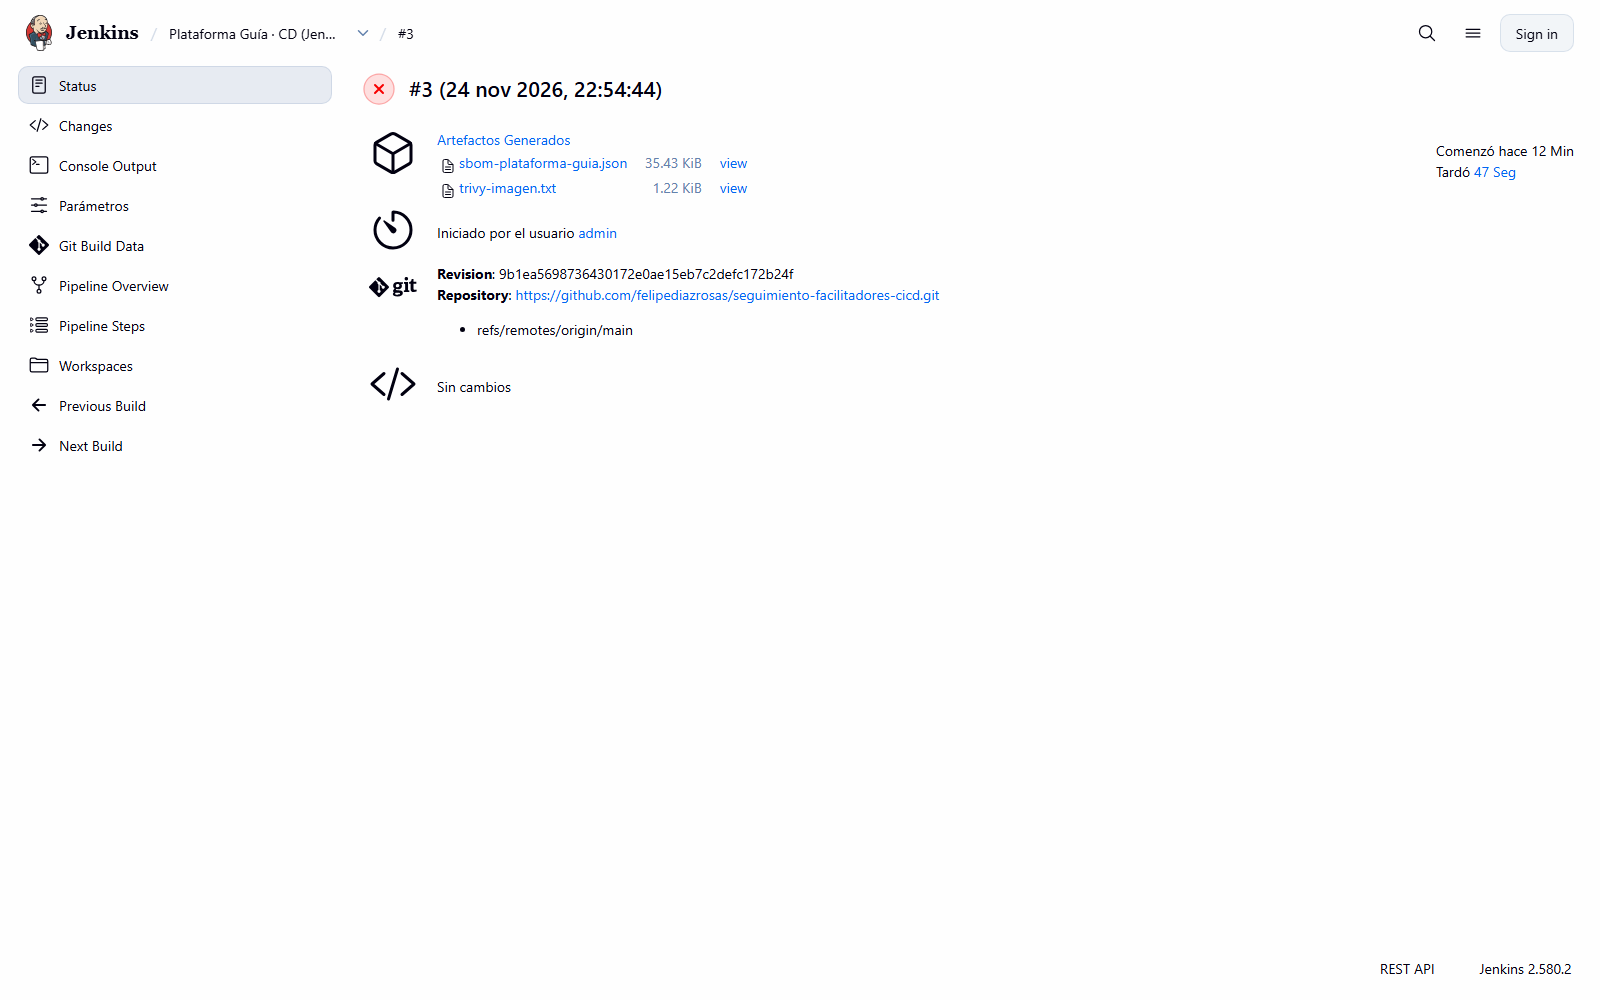 Jenkins / Plataforma Guía · CD (Jen... / #3
Sign in
Status
Changes
Console Output
Parámetros
Git Build Data
Pipeline Overview
Pipeline Steps
Workspaces
Previous Build
Next Build
#3 (24 nov 2026, 22:54:44)
Artefactos Generados
sbom-plataforma-guia.json 35.43 KiB view
trivy-imagen.txt 1.22 KiB view
Comenzó hace 12 Min
Tardó 47 Seg
Iniciado por el usuario admin
git
Revision: 9b1ea5698736430172e0ae15eb7c2defc172b24f
Repository: https://github.com/felipediazrosas/seguimiento-facilitadores-cicd.git
• refs/remotes/origin/main
Sin cambios
REST API
Jenkins 2.580.2